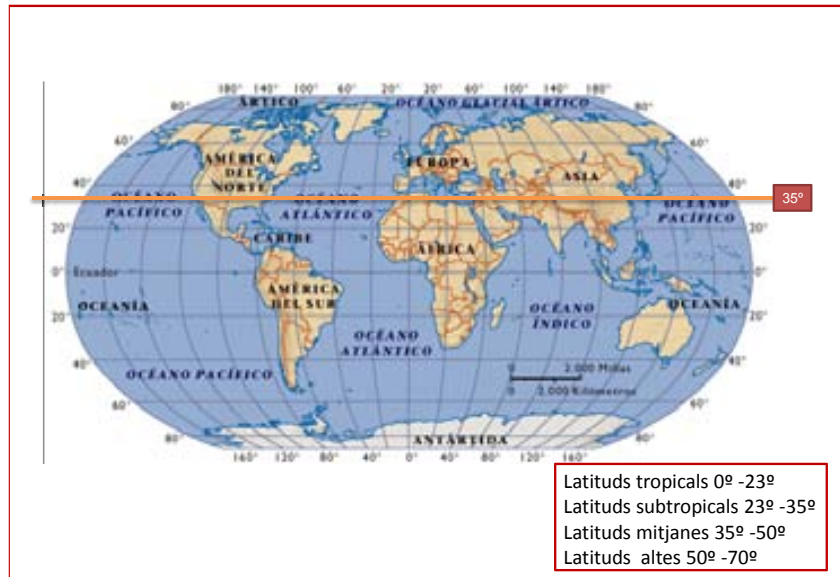 180° 140° 100° 60° 20° 20° 60° 100° 140° 180°
80° ÁRTICO OCÉANO GLACIAL ÁRTICO 80°
60° 60°
AMÉRICA
DEL
NORTE
EUROPA
ASIA
40° 40°
35º
OCÉANO
PACÍFICO
OCÉANO
ATLÁNTICO
OCÉANO
PACÍFICO
20° 20°
CARIBE
ÁFRICA
0° Ecuador 0°
AMÉRICA
DEL SUR
OCEANÍA
OCEANÍA
OCÉANO
ÍNDICO
20° 20°
OCÉANO
ATLÁNTICO
40° 40°
OCÉANO PACÍFICO
0 2,000 Millas
0 2,000 Kilómetros
60° 60°
80° ANTÁRTIDA 80°
160° 120° 80° 40° 0° 40° 80° 120° 160°
Latituds tropicals 0º -23º
Latituds subtropicals 23º -35º
Latituds mitjanes 35º -50º
Latituds altes 50º -70º